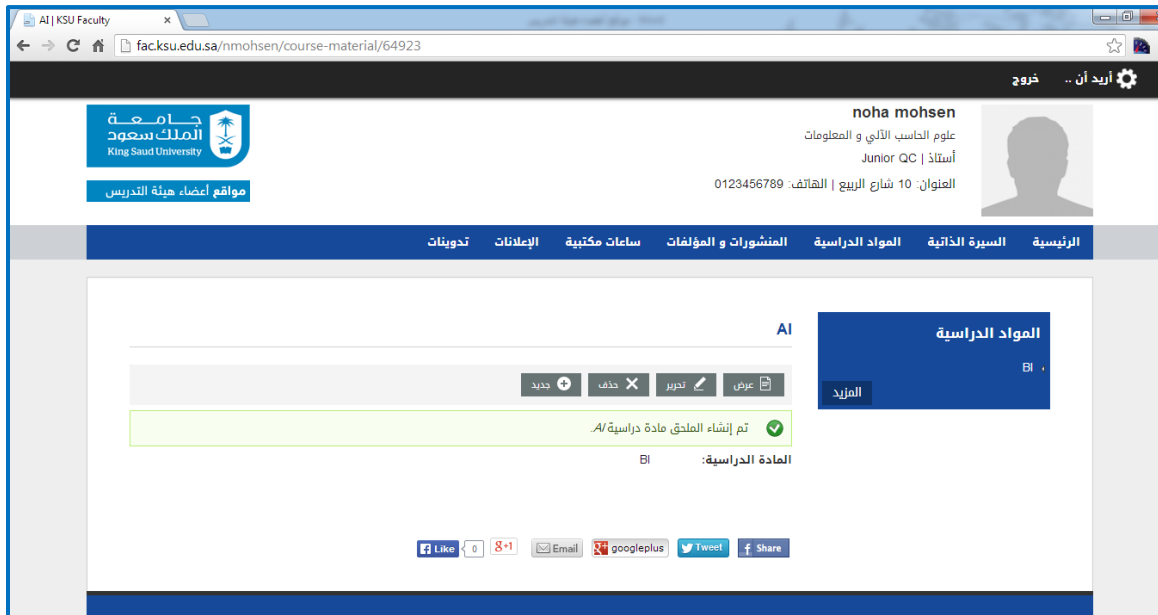 AI | KSU Faculty
fac.ksu.edu.sa/nmohsen/course-material/64923
أريد أن .. خروج
noha mohsen
علوم الحاسب الآلي و المعلومات
أستاذ | Junior QC
العنوان: 10 شارع الربيع | الهاتف: 0123456789
جــامــعــة
الملك سعود
King Saud University
مواقع أعضاء هيئة التدريس
الرئيسية السيرة الذاتية المواد الدراسية المنشورات و المؤلفات ساعات مكتبية الإعلانات تدوينات
المواد الدراسية
BI
المزيد
AI
عرض تحرير حذف جديد
تم إنشاء الملحق مادة دراسية AI.
المادة الدراسية: BI
Like 0 g+1 Email googleplus Tweet Share